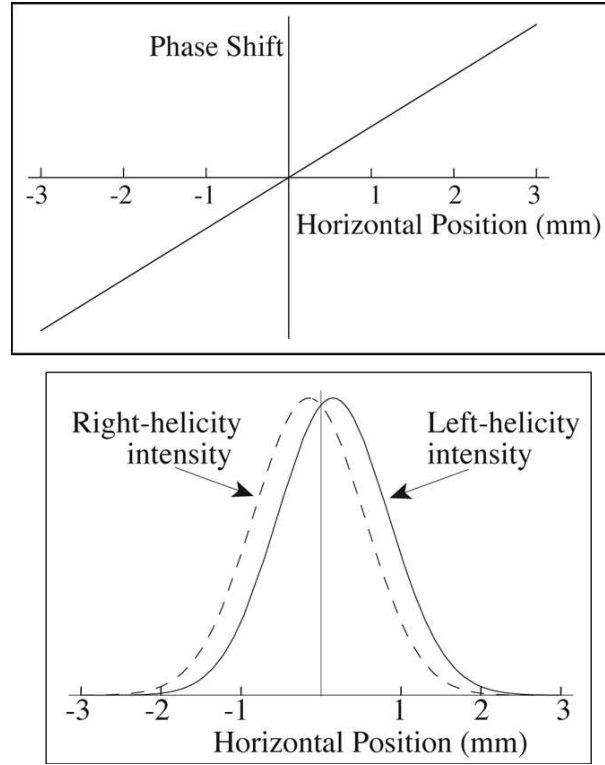 Phase Shift
-3 -2 -1 1 2 3
Horizontal Position (mm)
Right-helicity
intensity
Left-helicity
intensity
-3 -2 -1 1 2 3
Horizontal Position (mm)